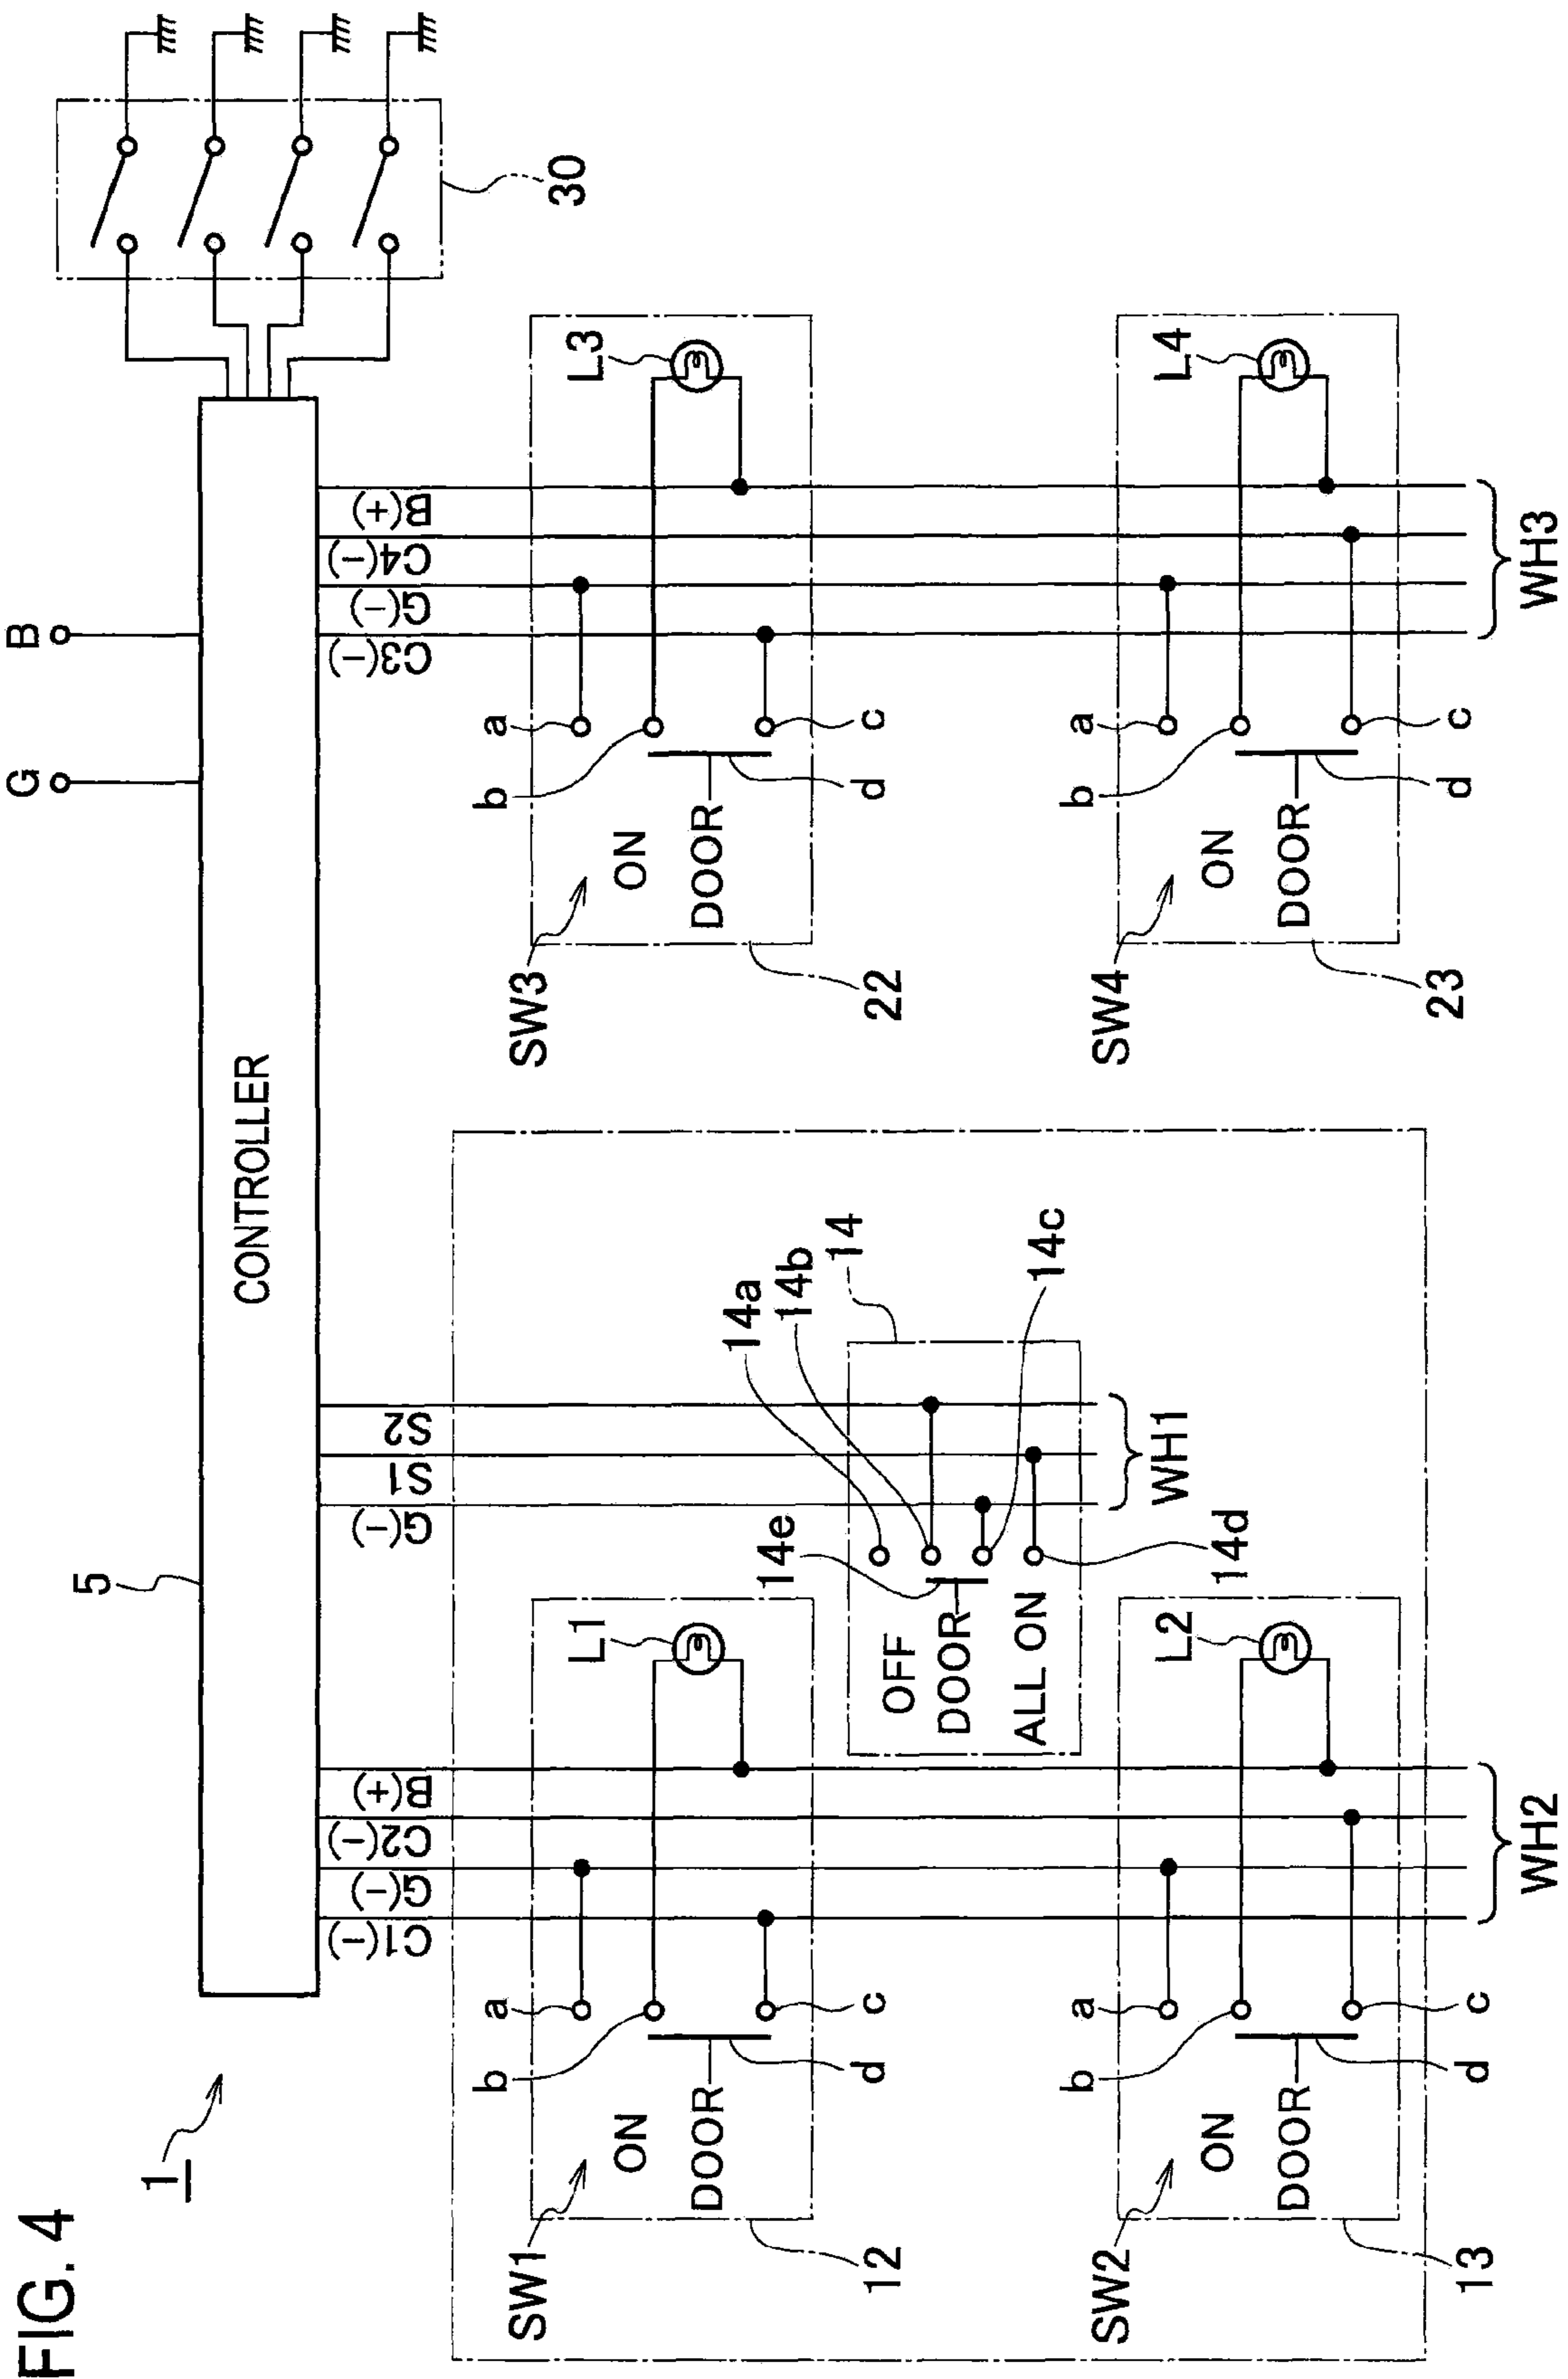 FIG. 4
1
5
G
B
CONTROLLER
30
C1(-)
G(-)
C2(-)
B(+)
G(-)
S1
S2
C3(-)
G(-)
C4(-)
B(+)
SW1
ON
DOOR
a
b
c
d
L1
12
SW2
ON
DOOR
a
b
c
d
L2
13
WH2
14
14a
14b
14c
14d
14e
OFF
DOOR
ALL ON
WH1
SW3
ON
DOOR
a
b
c
d
L3
22
SW4
ON
DOOR
a
b
c
d
L4
23
WH3